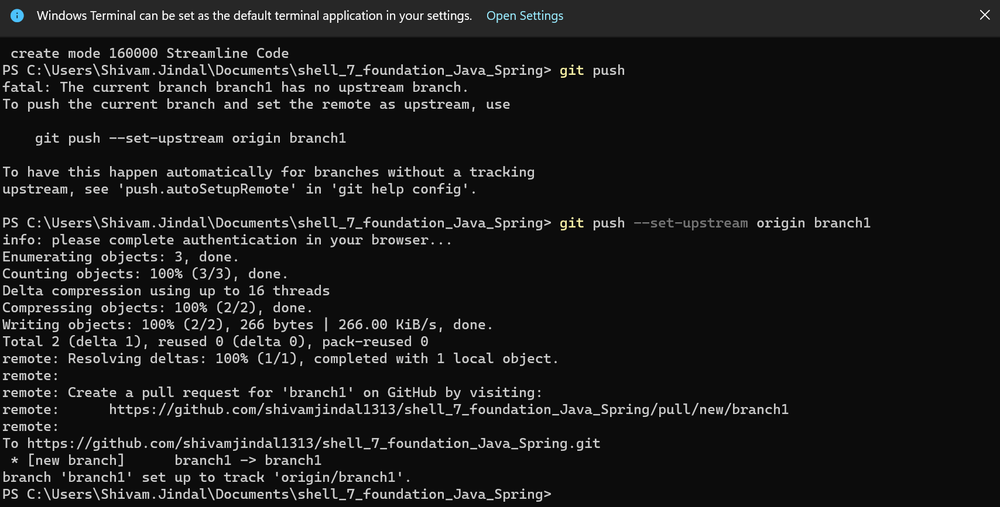 Windows Terminal can be set as the default terminal application in your settings. Open Settings
create mode 160000 Streamline Code
PS C:\Users\Shivam.Jindal\Documents\shell_7_foundation_Java_Spring> git push
fatal: The current branch branch1 has no upstream branch.
To push the current branch and set the remote as upstream, use
git push --set-upstream origin branch1
To have this happen automatically for branches without a tracking
upstream, see 'push.autoSetupRemote' in 'git help config'.
PS C:\Users\Shivam.Jindal\Documents\shell_7_foundation_Java_Spring> git push --set-upstream origin branch1
info: please complete authentication in your browser...
Enumerating objects: 3, done.
Counting objects: 100% (3/3), done.
Delta compression using up to 16 threads
Compressing objects: 100% (2/2), done.
Writing objects: 100% (2/2), 266 bytes | 266.00 KiB/s, done.
Total 2 (delta 1), reused 0 (delta 0), pack-reused 0
remote: Resolving deltas: 100% (1/1), completed with 1 local object.
remote:
remote: Create a pull request for 'branch1' on GitHub by visiting:
remote:      https://github.com/shivamjindal1313/shell_7_foundation_Java_Spring/pull/new/branch1
remote:
To https://github.com/shivamjindal1313/shell_7_foundation_Java_Spring.git
* [new branch]      branch1 -> branch1
branch 'branch1' set up to track 'origin/branch1'.
PS C:\Users\Shivam.Jindal\Documents\shell_7_foundation_Java_Spring>